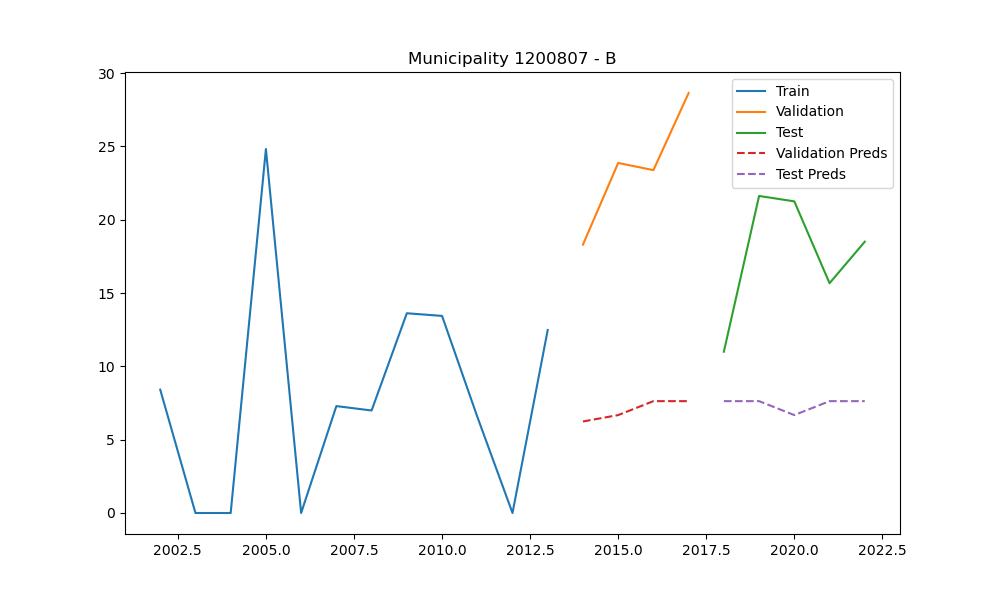 Municipality 1200807 - B
30
25
20
15
10
5
0
Train
Validation
Test
Validation Preds
Test Preds
2002.5 2005.0 2007.5 2010.0 2012.5 2015.0 2017.5 2020.0 2022.5